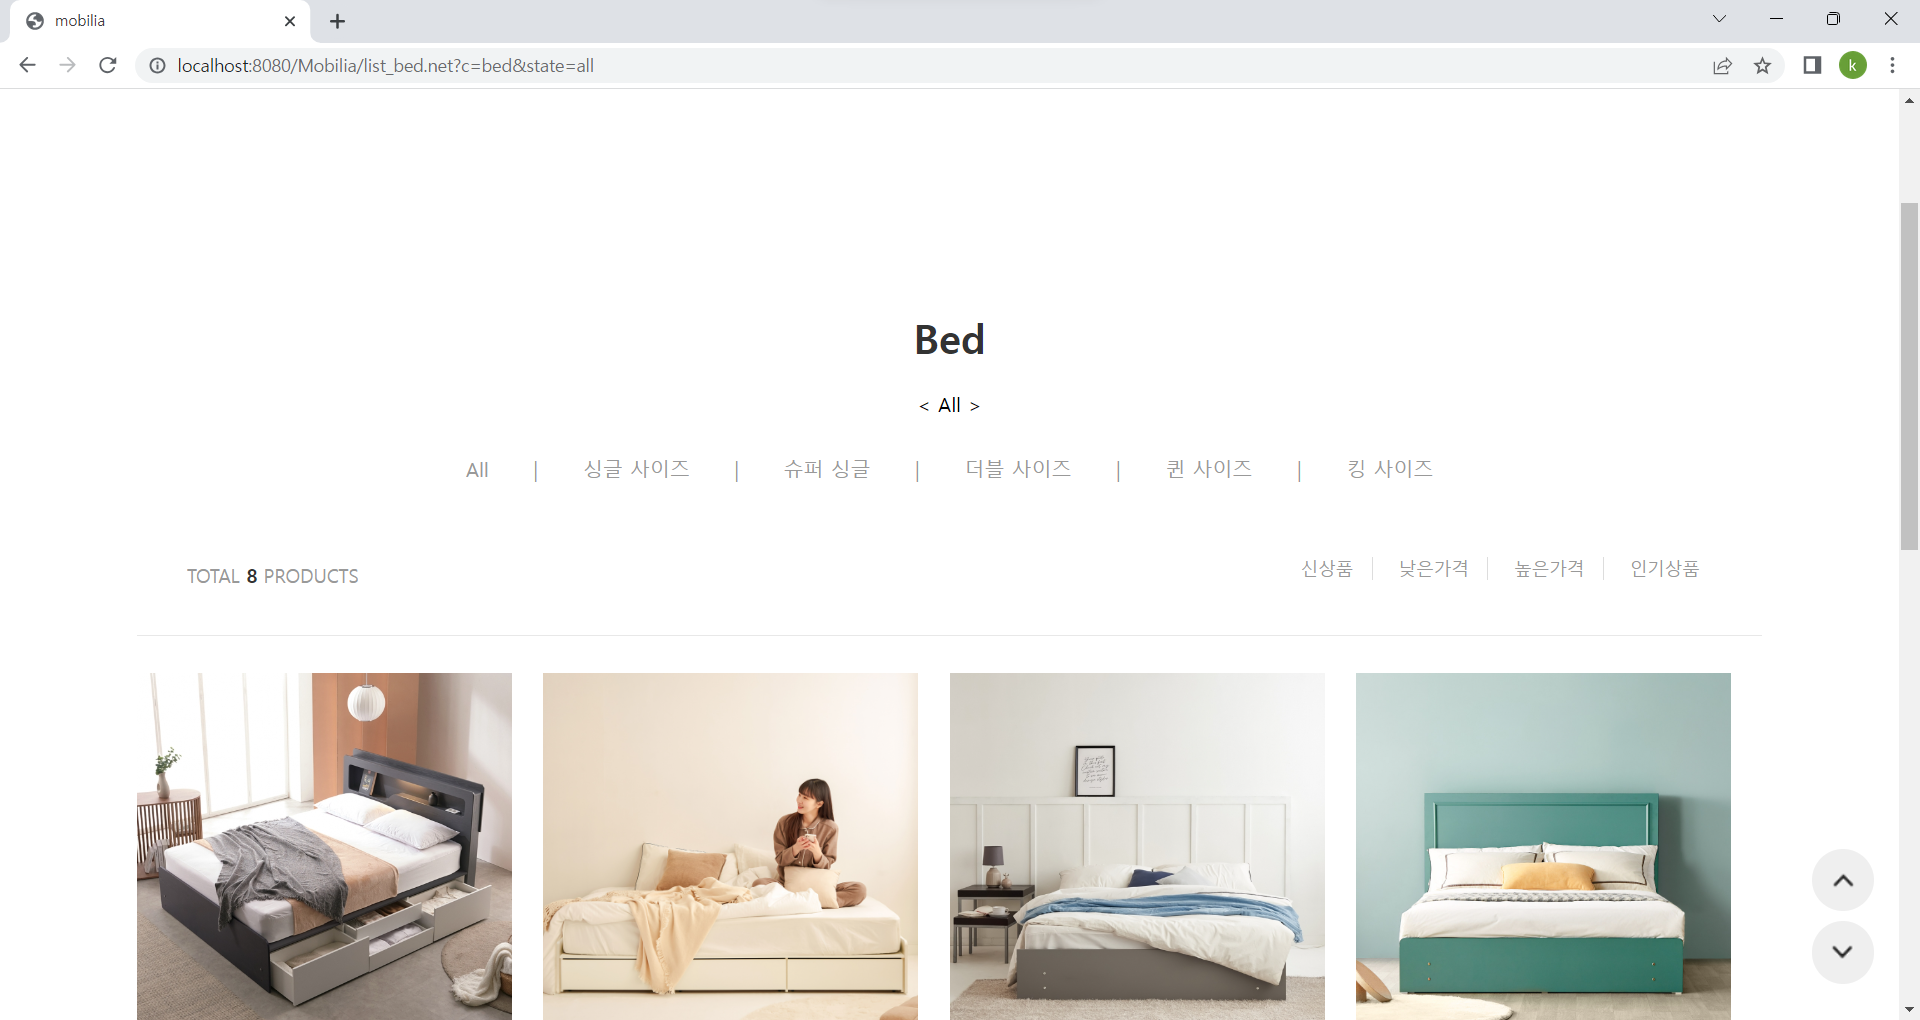 mobilia
localhost:8080/Mobilia/list_bed.net?c=bed&state=all
k
Bed
< All >
All | 싱글 사이즈 | 슈퍼 싱글 | 더블 사이즈 | 퀸 사이즈 | 킹 사이즈
TOTAL 8 PRODUCTS
신상품 | 낮은가격 | 높은가격 | 인기상품